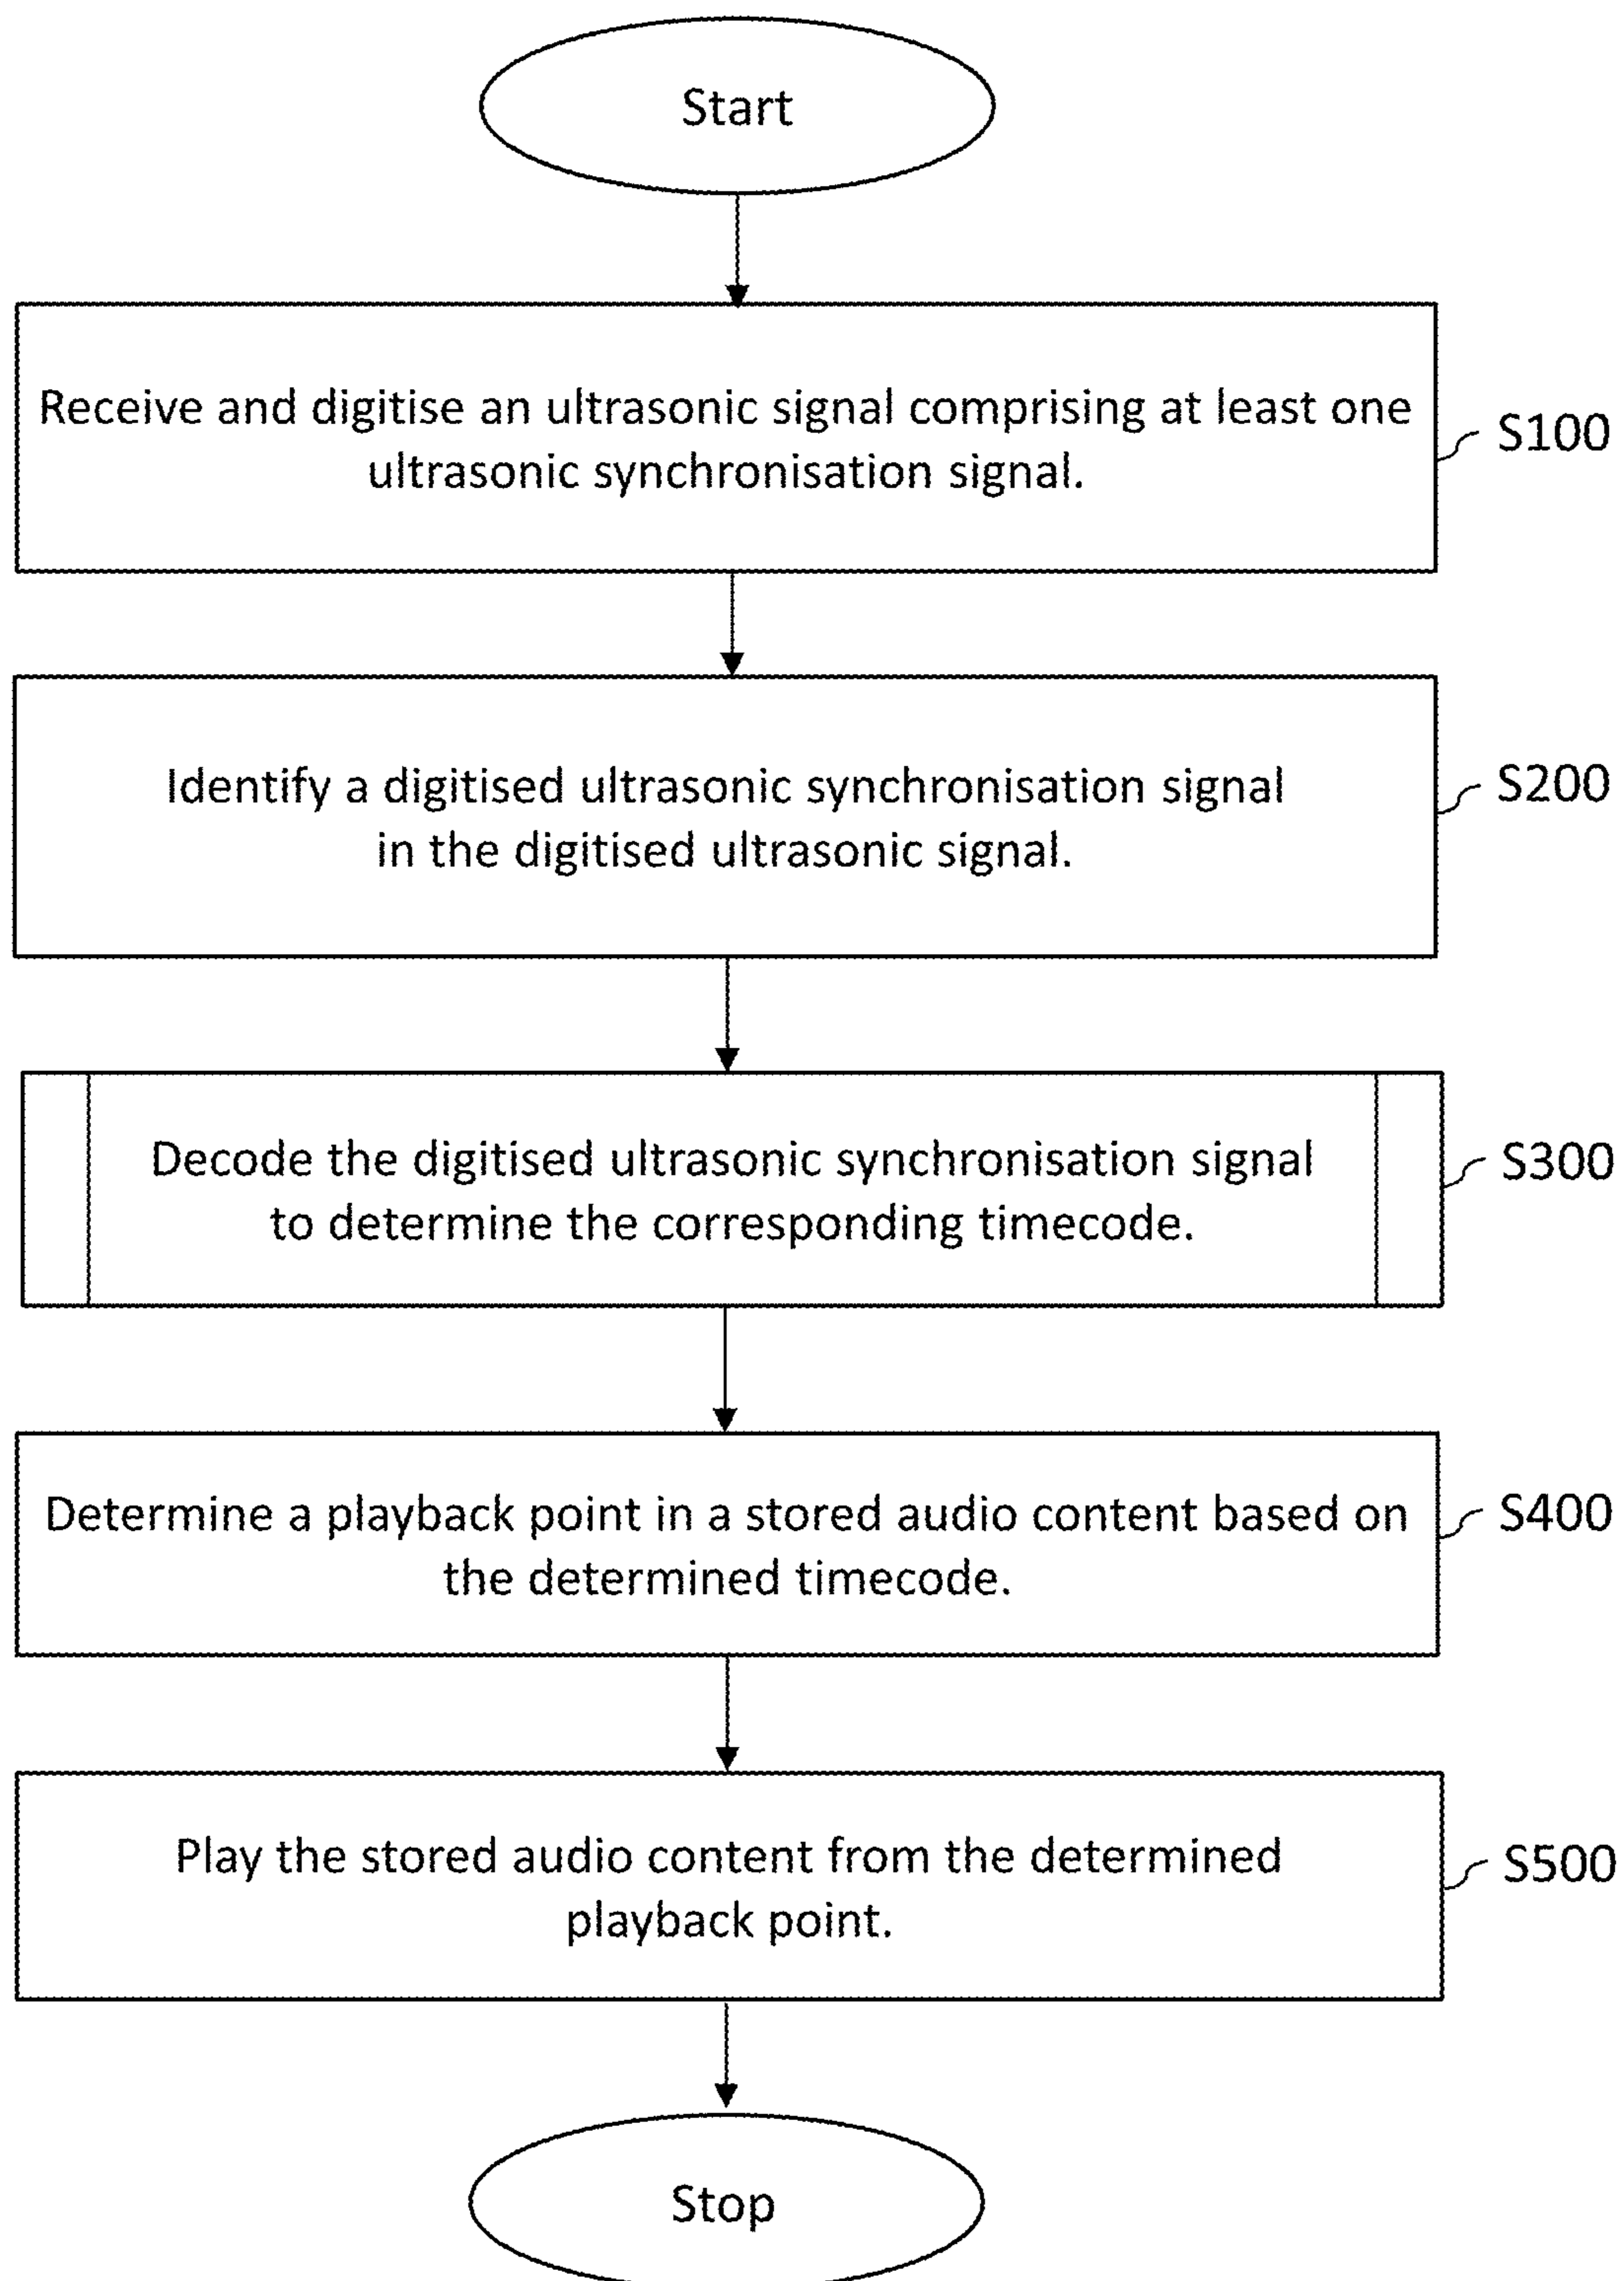 Start
Receive and digitise an ultrasonic signal comprising at least one
ultrasonic synchronisation signal.
S100
Identify a digitised ultrasonic synchronisation signal
in the digitised ultrasonic signal.
S200
Decode the digitised ultrasonic synchronisation signal
to determine the corresponding timecode.
S300
Determine a playback point in a stored audio content based on
the determined timecode.
S400
Play the stored audio content from the determined
playback point.
S500
Stop